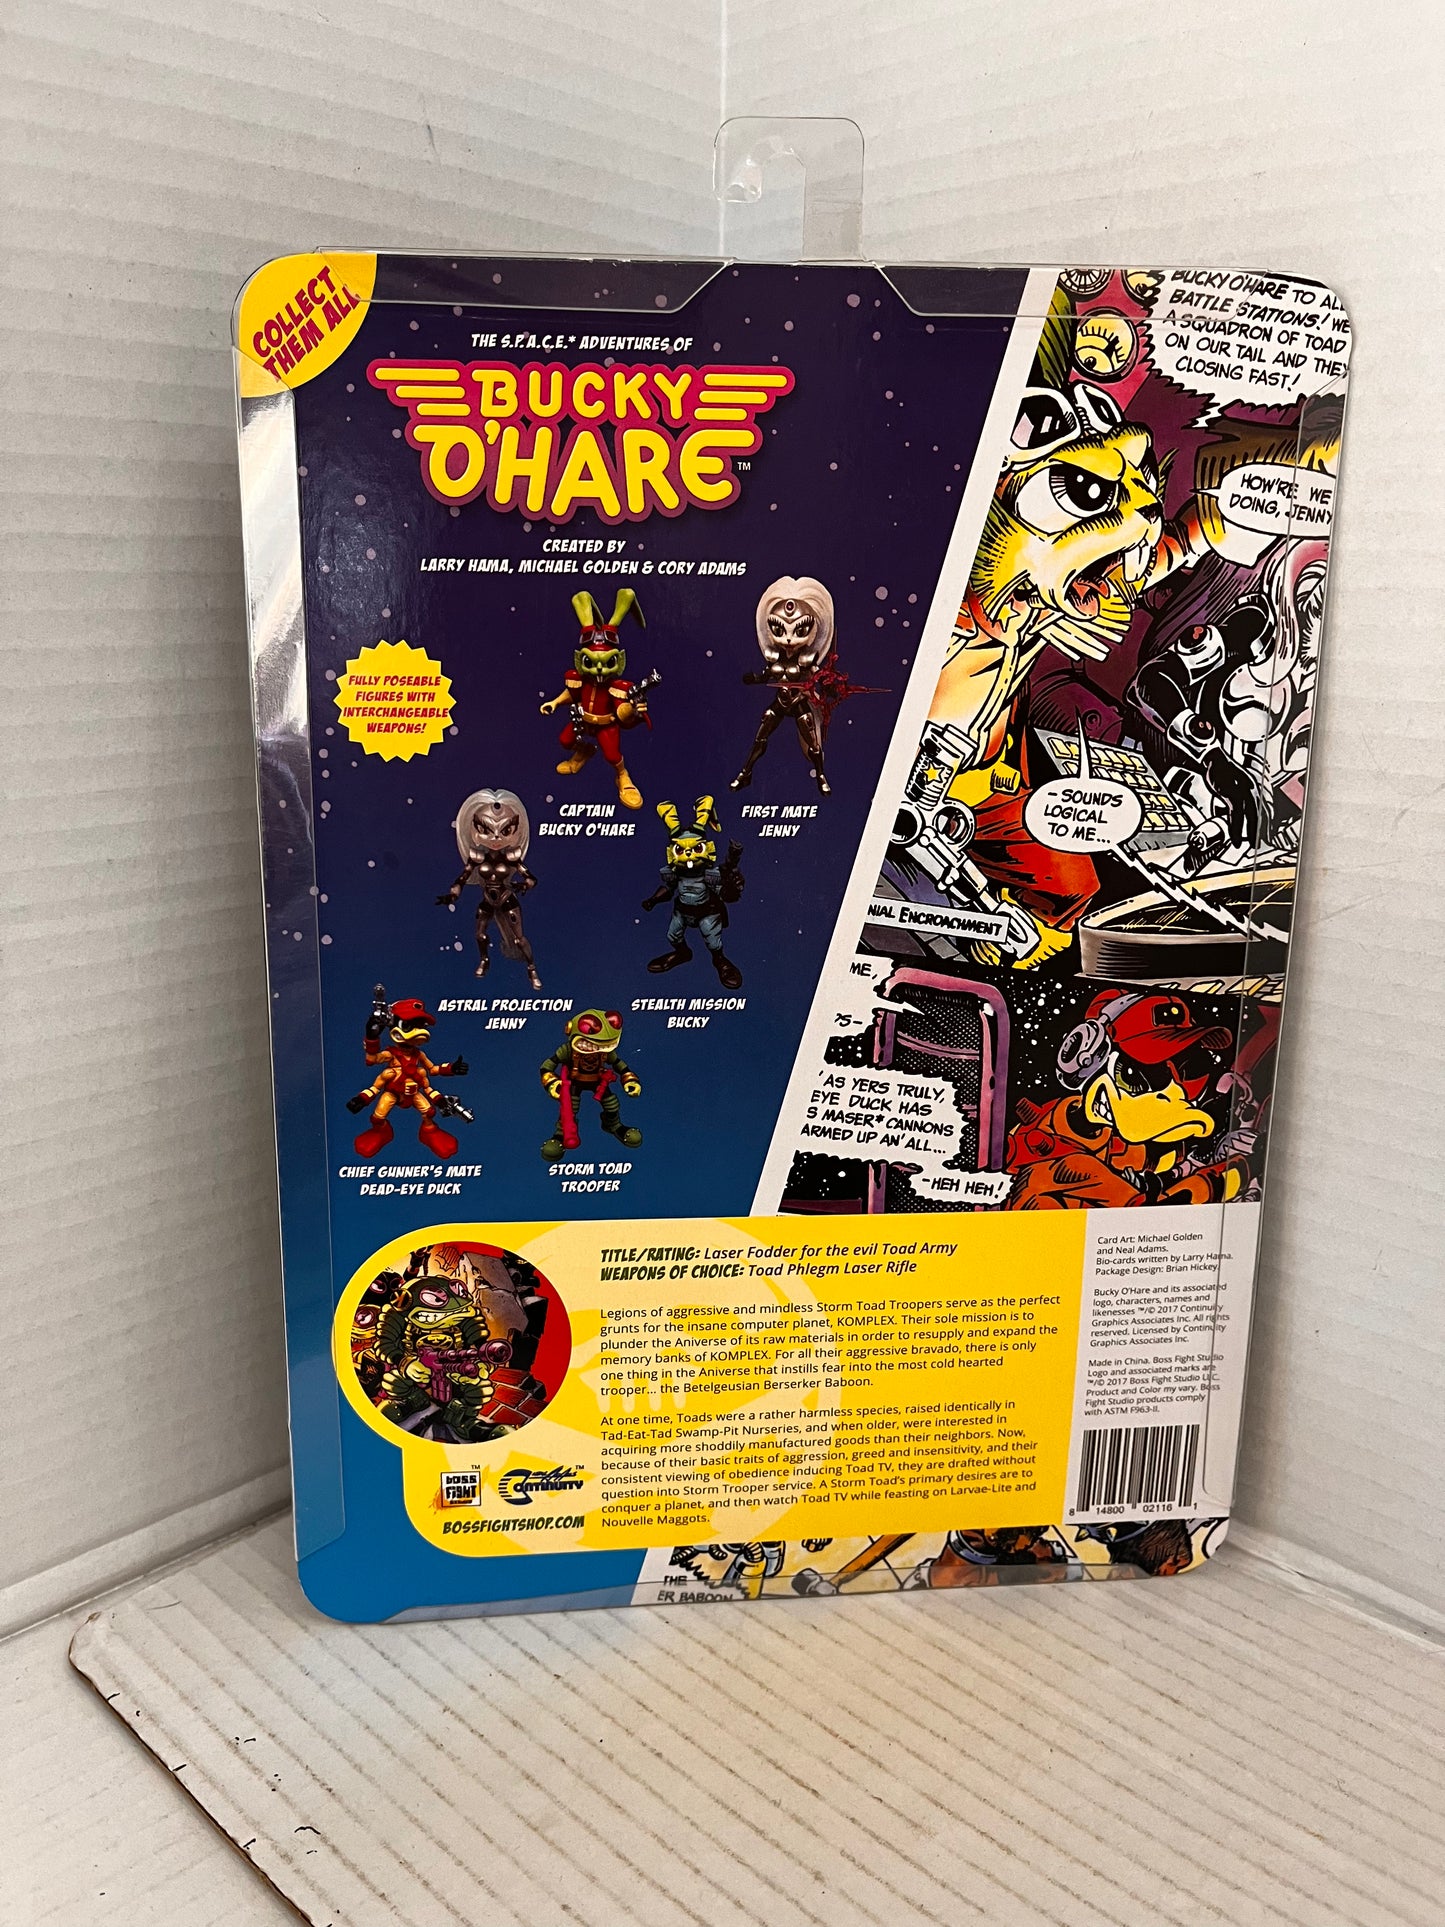 COLLECT
THEM ALL
THE S.P.A.C.E.* ADVENTURES OF
BUCKY
O'HARE™
CREATED BY
LARRY HAMA, MICHAEL GOLDEN & CORY ADAMS
FULLY POSEABLE
FIGURES WITH
INTERCHANGEABLE
WEAPONS!
CAPTAIN
BUCKY O'HARE
FIRST MATE
JENNY
ASTRAL PROJECTION
JENNY
STEALTH MISSION
BUCKY
CHIEF GUNNER'S MATE
DEAD-EYE DUCK
STORM TOAD
TROOPER
BUCKY O'HARE TO ALL
BATTLE STATIONS! WE
A SQUADRON OF TOAD
ON OUR TAIL AND THEY
CLOSING FAST!
HOW'RE WE
DOING, JENNY
-SOUNDS
LOGICAL
TO ME...
NIAL ENCROACHMENT
ME,
'S-
'AS YERS TRULY,
EYE DUCK HAS
S MASER* CANNONS
ARMED UP AN' ALL...
-HEH HEH!
TITLE/RATING: Laser Fodder for the evil Toad Army
WEAPONS OF CHOICE: Toad Phlegm Laser Rifle
Legions of aggressive and mindless Storm Toad Troopers serve as the perfect
grunts for the insane computer planet, KOMPLEX. Their sole mission is to
plunder the Aniverse of its raw materials in order to resupply and expand the
memory banks of KOMPLEX. For all their aggressive bravado, there is only
one thing in the Aniverse that instills fear into the most cold hearted
trooper... the Betelgeusian Berserker Baboon.
At one time, Toads were a rather harmless species, raised identically in
Tad-Eat-Tad Swamp-Pit Nurseries, and when older, were interested in
acquiring more shoddily manufactured goods than their neighbors. Now,
because of their basic traits of aggression, greed and insensitivity, and their
consistent viewing of obedience inducing Toad TV, they are drafted without
question into Storm Trooper service. A Storm Toad's primary desires are to
conquer a planet, and then watch Toad TV while feasting on Larvae-Lite and
Nouvelle Maggots.
BOSS
FIGHT
™
CONTINUITY
™
BOSSFIGHTSHOP.COM
Card Art: Michael Golden
and Neal Adams.
Bio-cards written by Larry Hama.
Package Design: Brian Hickey.
Bucky O'Hare and its associated
logo, characters, names and
likenesses ™/© 2017 Continuity
Graphics Associates Inc. All rights
reserved. Licensed by Continuity
Graphics Associates Inc.
Made in China. Boss Fight Studio
Logo and associated marks are
™/© 2017 Boss Fight Studio LLC.
Product and Color my vary. Boss
Fight Studio products comply
with ASTM F963-II.
8 14800 02116 1
THE
ER BABOON